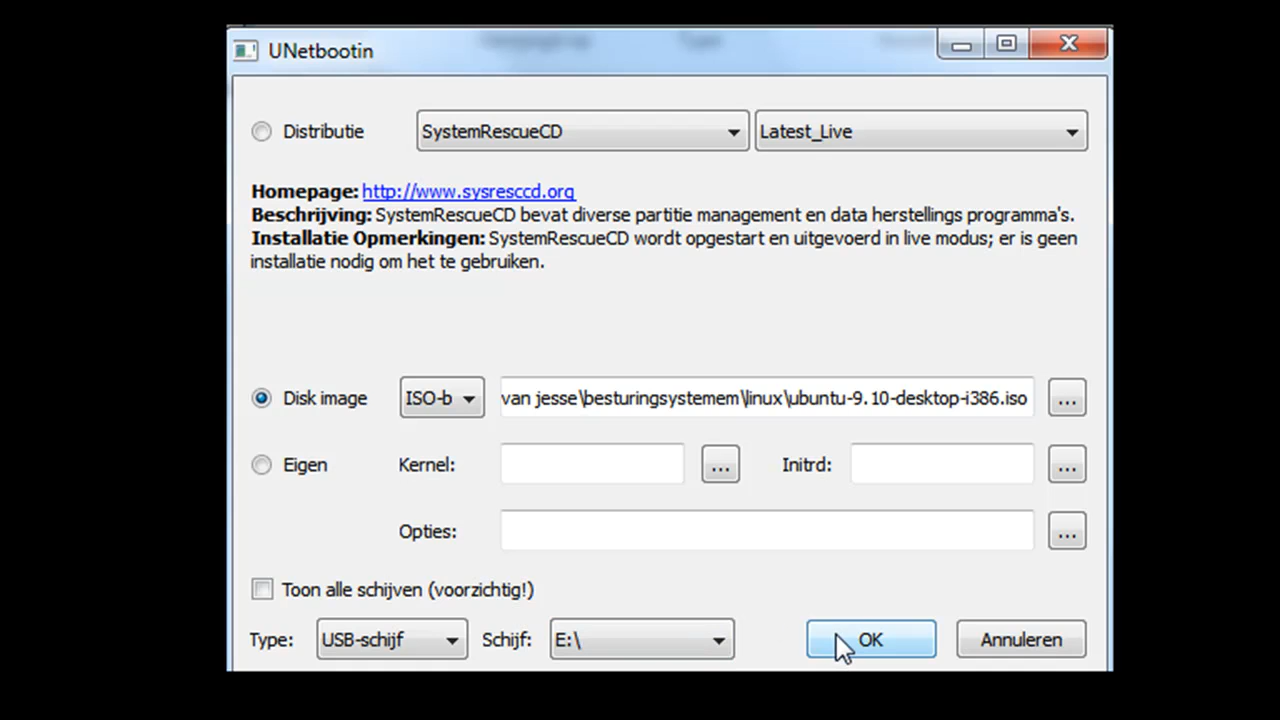 UNetbootin
Distributie SystemRescueCD Latest_Live
Homepage: http://www.sysresccd.org
Beschrijving: SystemRescueCD bevat diverse partitie management en data herstellings programma's.
Installatie Opmerkingen: SystemRescueCD wordt opgestart en uitgevoerd in live modus; er is geen
installatie nodig om het te gebruiken.
Disk image ISO-b van jesse\besturingsystemem\linux\ubuntu-9.10-desktop-i386.iso ...
Eigen Kernel: ... Initrd: ...
Opties: ...
Toon alle schijven (voorzichtig!)
Type: USB-schijf Schijf: E:\ OK Annuleren